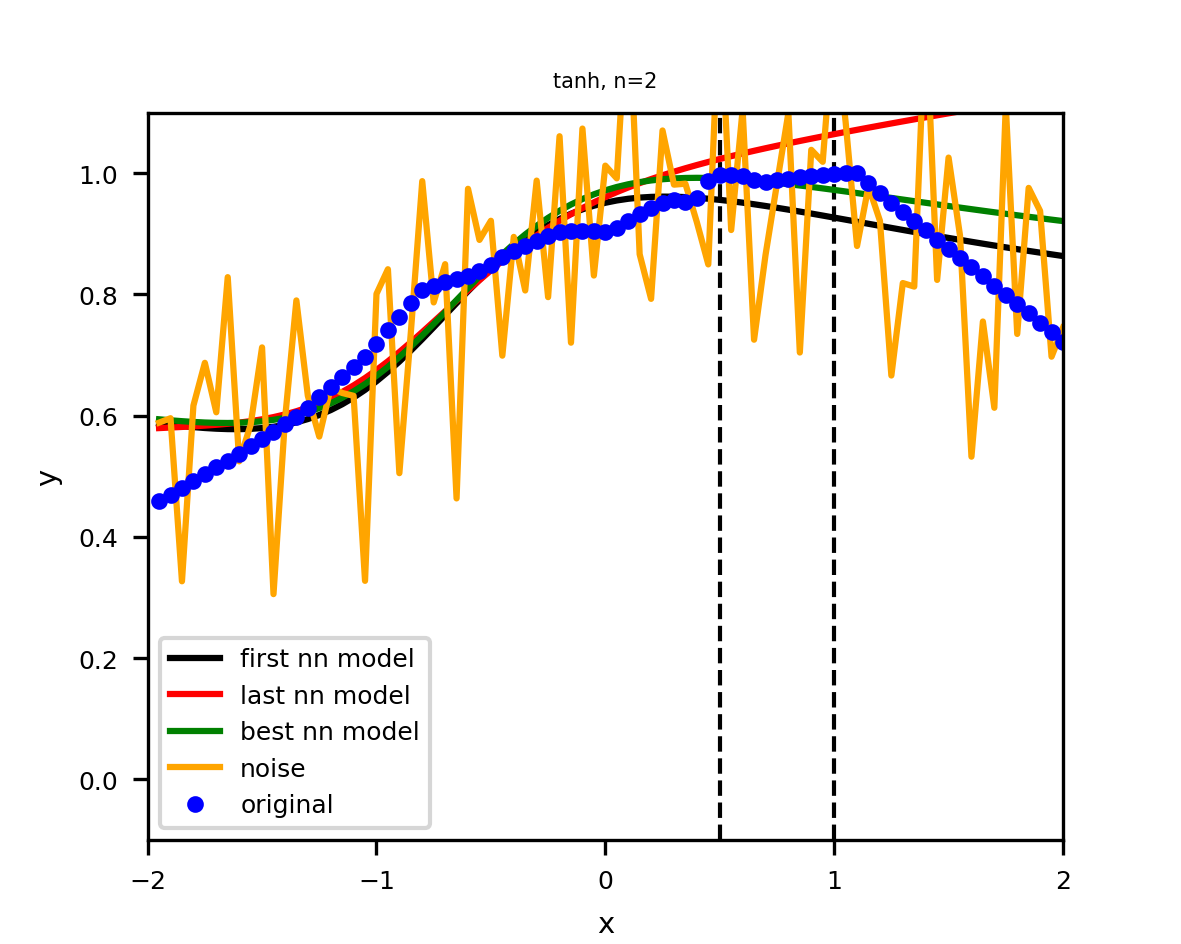 tanh, n=2
1.0
0.8
0.6
0.4
0.2
0.0
y
first nn model
last nn model
best nn model
noise
original
−2
−1
0
1
2
x